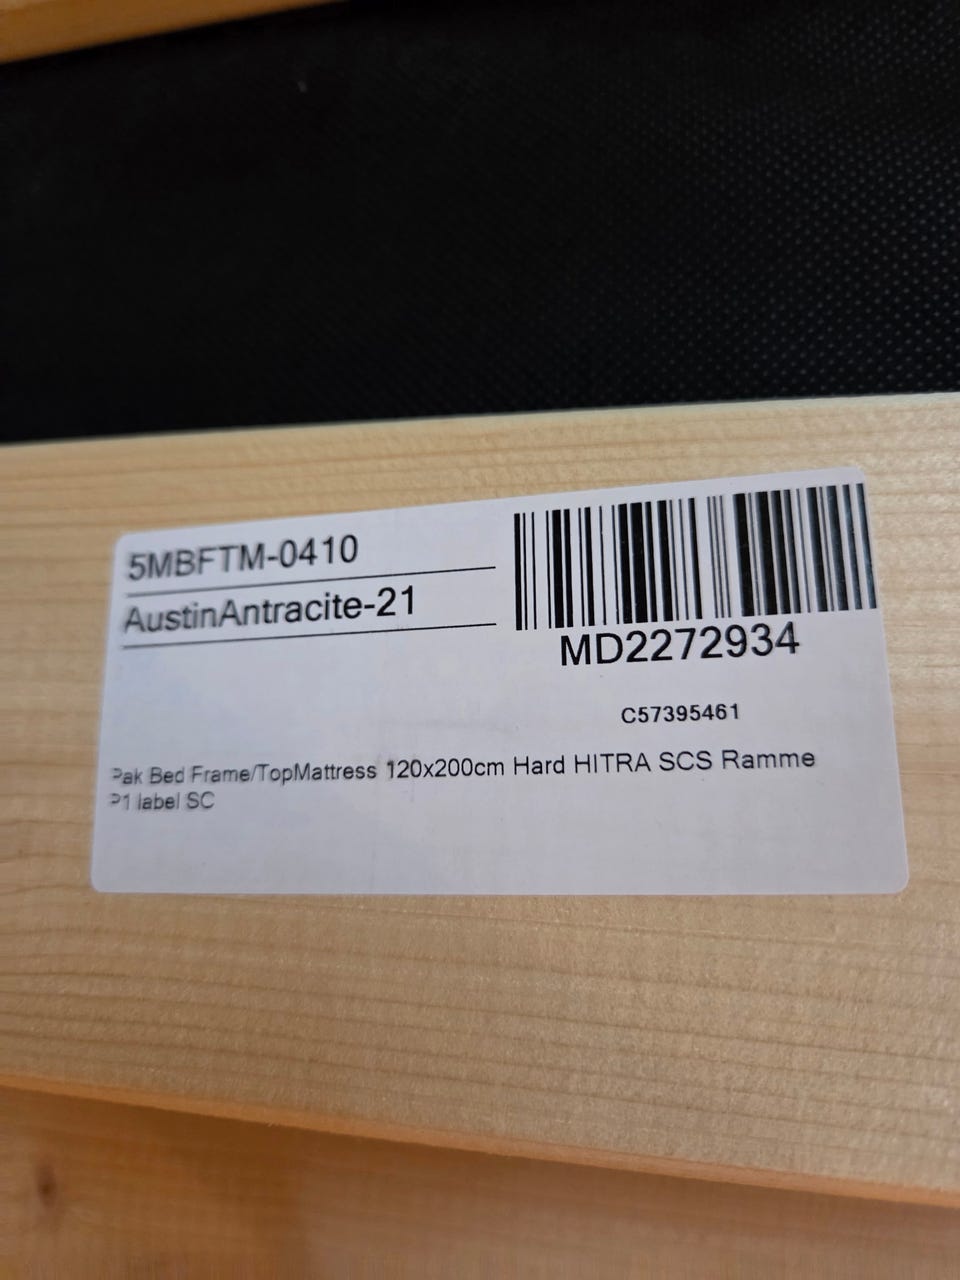 5MBFTM-0410
AustinAntracite-21
MD2272934
C57395461
Pak Bed Frame/TopMattress 120x200cm Hard HITRA SCS Ramme
P1 label SC